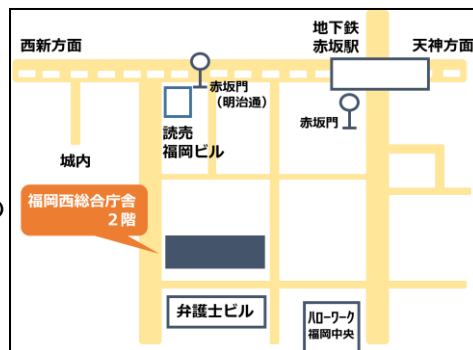 西新方面
地下鉄
赤坂駅
天神方面
赤坂門
（明治通）
赤坂門
読売
福岡ビル
城内
福岡西総合庁舎
２階
弁護士ビル
ハローワーク
福岡中央